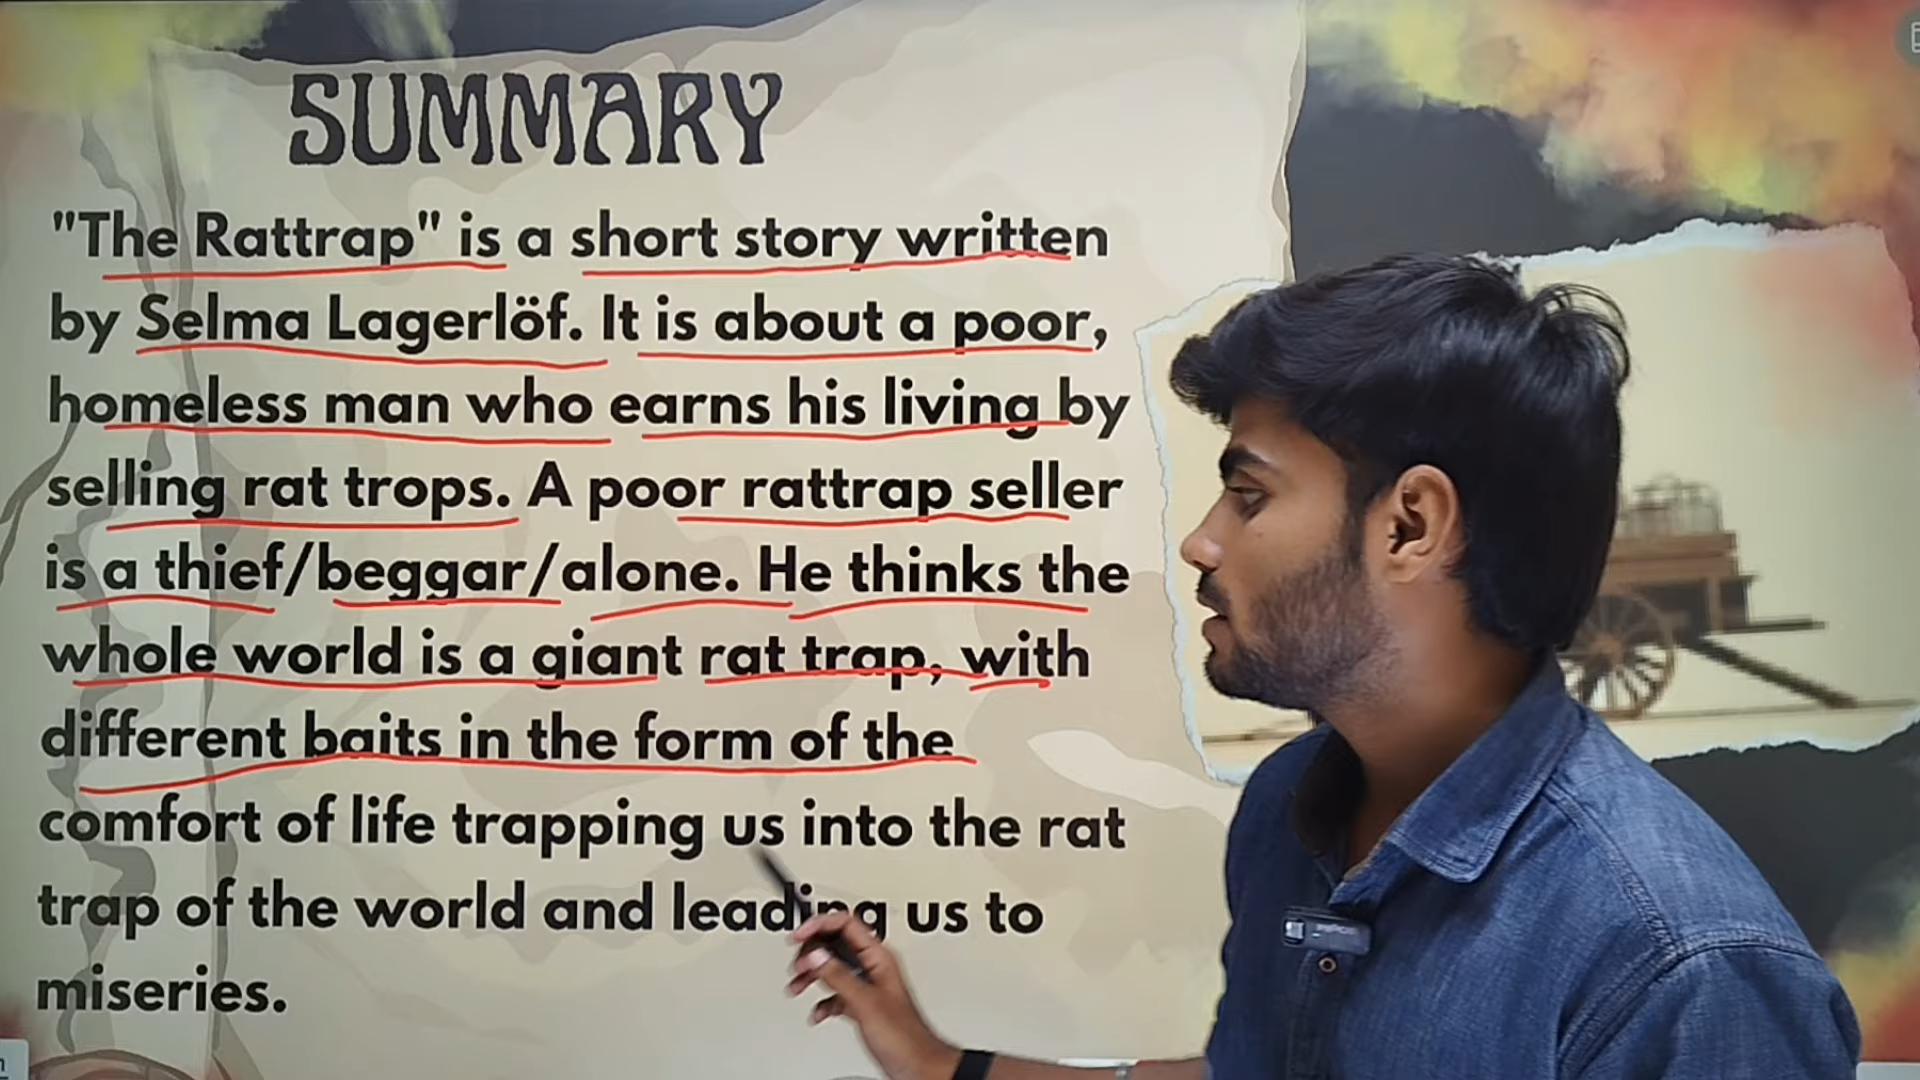 SUMMARY
"The Rattrap" is a short story written
by Selma Lagerlöf. It is about a poor,
homeless man who earns his living by
selling rat trops. A poor rattrap seller
is a thief/beggar/alone. He thinks the
whole world is a giant rat trap, with
different baits in the form of the
comfort of life trapping us into the rat
trap of the world and leading us to
miseries.